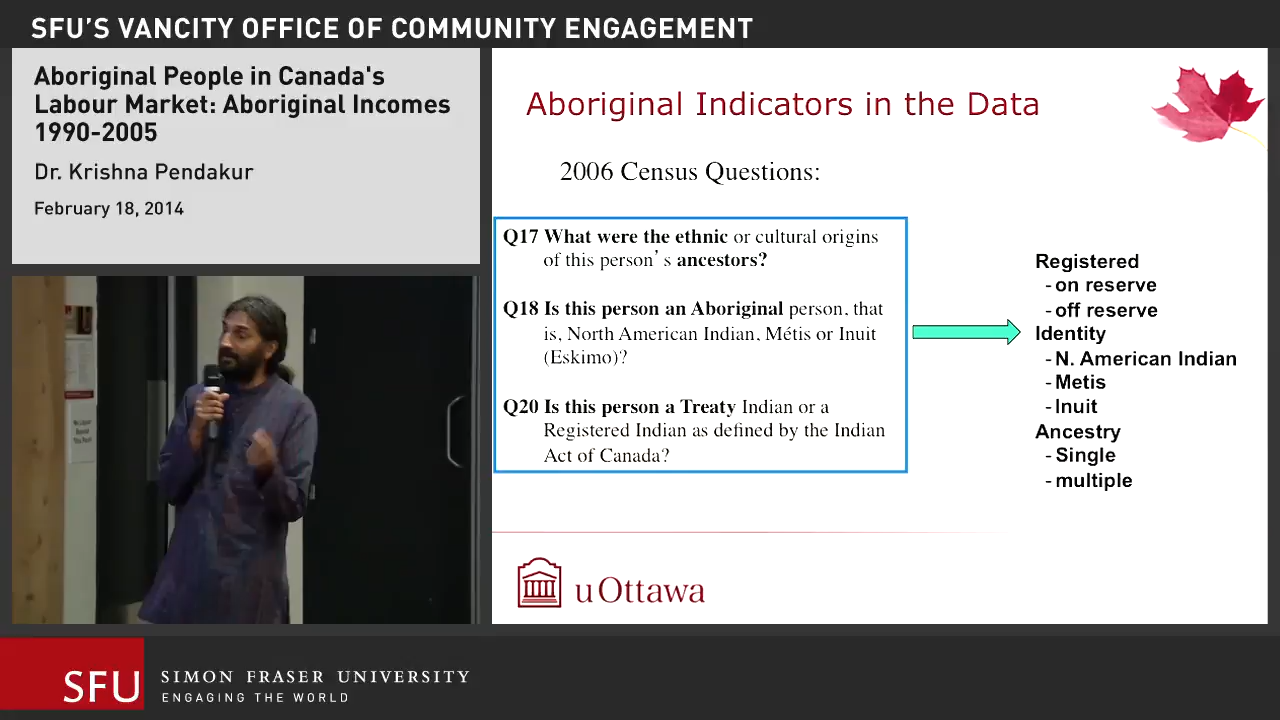 SFU'S VANCITY OFFICE OF COMMUNITY ENGAGEMENT
Aboriginal People in Canada's
Labour Market: Aboriginal Incomes
1990-2005
Dr. Krishna Pendakur
February 18, 2014
Aboriginal Indicators in the Data
2006 Census Questions:
Q17 What were the ethnic or cultural origins
of this person's ancestors?
Q18 Is this person an Aboriginal person, that
is, North American Indian, Métis or Inuit
(Eskimo)?
Q20 Is this person a Treaty Indian or a
Registered Indian as defined by the Indian
Act of Canada?
Registered
- on reserve
- off reserve
Identity
- N. American Indian
- Metis
- Inuit
Ancestry
- Single
- multiple
uOttawa
SFU
SIMON FRASER UNIVERSITY
ENGAGING THE WORLD